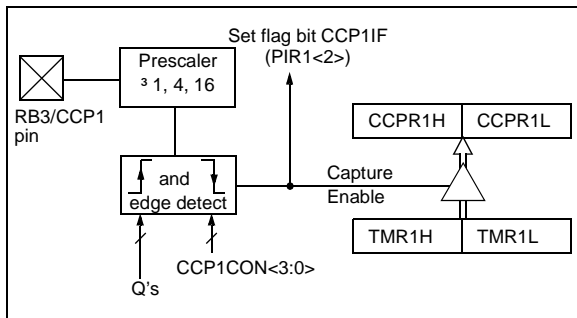 Set flag bit CCP1IF
(PIR1<2>)
Prescaler
³ 1, 4, 16
RB3/CCP1
pin
CCPR1H
CCPR1L
and
edge detect
Capture
Enable
TMR1H
TMR1L
CCP1CON<3:0>
Q's